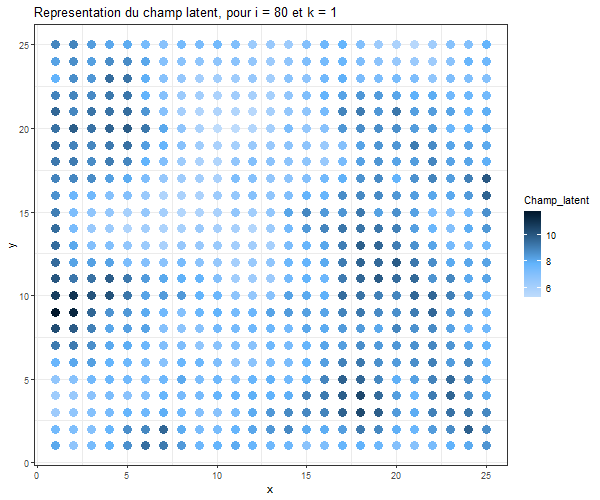 Representation du champ latent, pour i = 80 et k = 1
25
20
15
10
5
0
y
0 5 10 15 20 25
x
Champ_latent
10
8
6